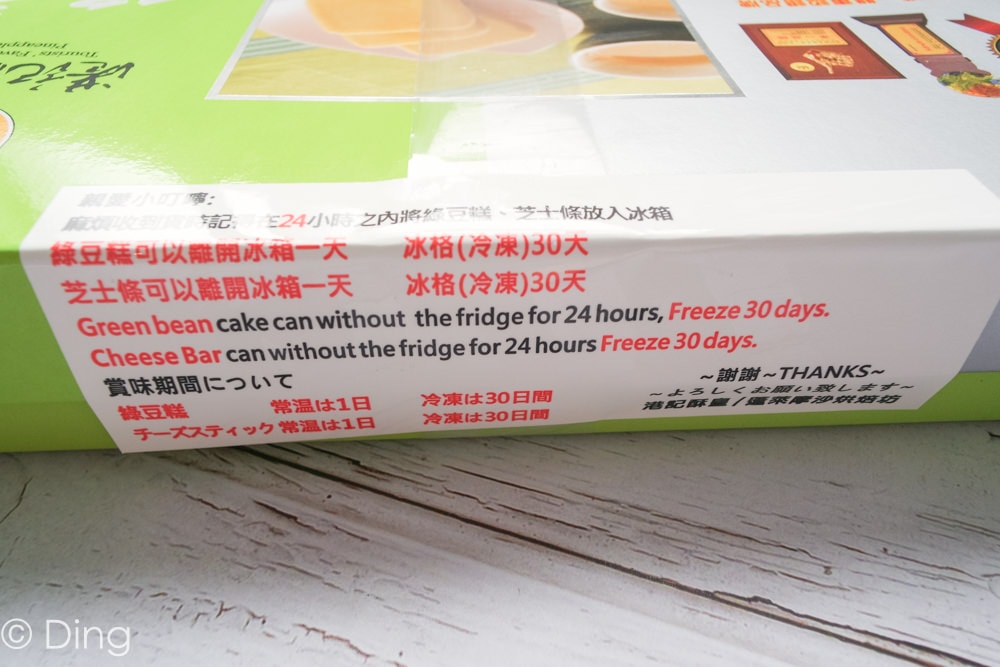 港記
Tourists' Fav
Pineapple
親愛小叮嚀:
麻煩收到貨時記得在24小時之內將綠豆糕、芝士條放入冰箱
綠豆糕可以離開冰箱一天 冰格(冷凍)30天
芝士條可以離開冰箱一天 冰格(冷凍)30天
Green bean cake can without the fridge for 24 hours, Freeze 30 days.
Cheese Bar can without the fridge for 24 hours Freeze 30 days.
賞味期間について
綠豆糕 常温は1日 冷凍は30日間
チーズスティック 常温は1日 冷凍は30日間
~謝謝~THANKS~
~よろしくお願い致します~
港記酥皇/蓬萊摩沙烘焙坊
© Ding